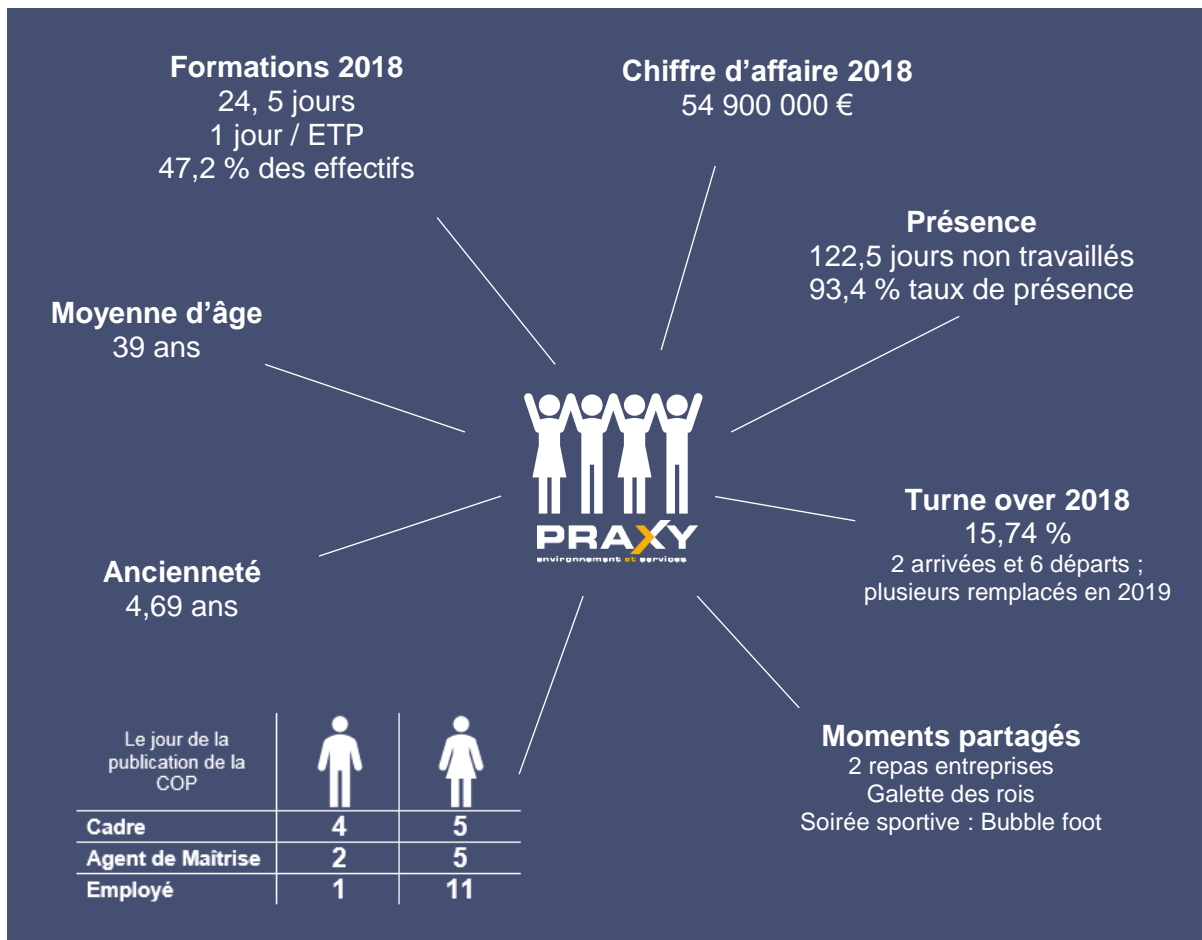 Formations 2018
24, 5 jours
1 jour / ETP
47,2 % des effectifs
Chiffre d'affaire 2018
54 900 000 €
Présence
122,5 jours non travaillés
93,4 % taux de présence
Moyenne d'âge
39 ans
PRAXY
environnement et services
Turne over 2018
15,74 %
2 arrivées et 6 départs ;
plusieurs remplacés en 2019
Ancienneté
4,69 ans
Moments partagés
2 repas entreprises
Galette des rois
Soirée sportive : Bubble foot
Le jour de la
publication de la
COP
Cadre 4 5
Agent de Maîtrise 2 5
Employé 1 11